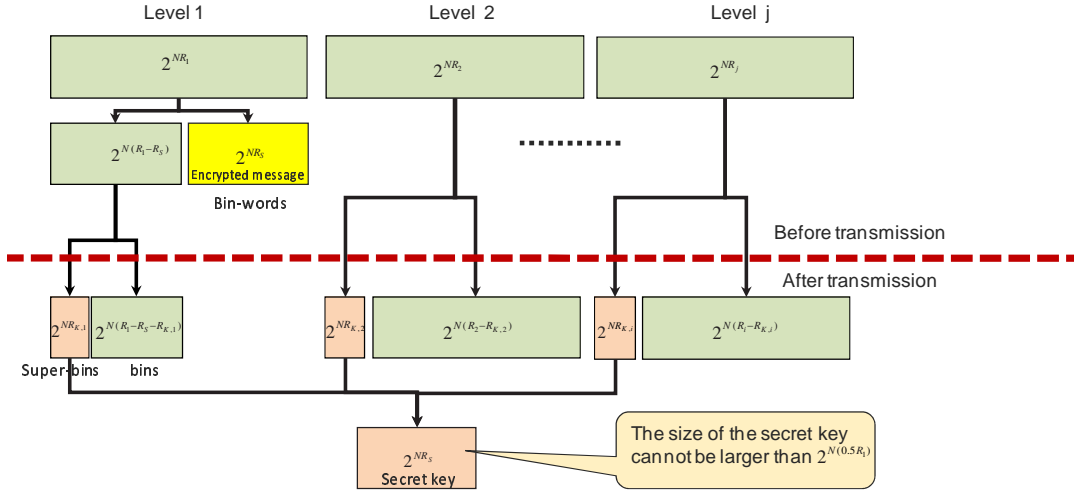 Level 1 Level 2 Level j
2^{NR_1} 2^{NR_2} 2^{NR_j}
2^{N(R_1-R_S)} 2^{NR_S}
Encrypted message
Bin-words
Before transmission
After transmission
2^{NR_{K,1}} 2^{N(R_1-R_S-R_{K,1})} 2^{NR_{K,2}} 2^{N(R_2-R_{K,2})} 2^{NR_{K,i}} 2^{N(R_i-R_{K,i})}
Super-bins bins
2^{NR_S}
Secret key
The size of the secret key
cannot be larger than 2^{N(0.5R_1)}